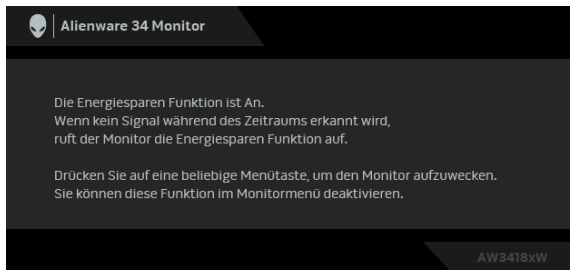 Alienware 34 Monitor
Die Energiesparen Funktion ist An.
Wenn kein Signal während des Zeitraums erkannt wird,
ruft der Monitor die Energiesparen Funktion auf.
Drücken Sie auf eine beliebige Menütaste, um den Monitor aufzuwecken.
Sie können diese Funktion im Monitormenü deaktivieren.
AW3418xW